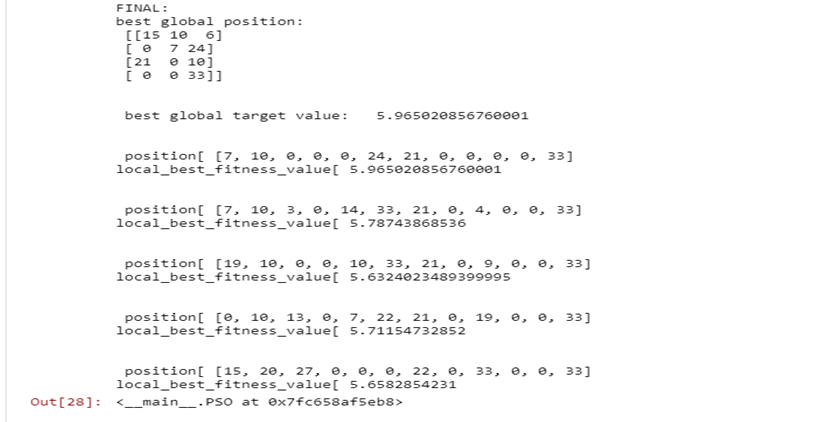 FINAL:
best global position:
[[15 10 6]
[ 0 7 24]
[21 0 10]
[ 0 0 33]]
best global target value: 5.965020856760001
position[ [7, 10, 0, 0, 0, 24, 21, 0, 0, 0, 0, 33]
local_best_fitness_value[ 5.965020856760001
position[ [7, 10, 3, 0, 14, 33, 21, 0, 4, 0, 0, 33]
local_best_fitness_value[ 5.78743868536
position[ [19, 10, 0, 0, 10, 33, 21, 0, 9, 0, 0, 33]
local_best_fitness_value[ 5.6324023489399995
position[ [0, 10, 13, 0, 7, 22, 21, 0, 19, 0, 0, 33]
local_best_fitness_value[ 5.71154732852
position[ [15, 20, 27, 0, 0, 0, 22, 0, 33, 0, 0, 33]
local_best_fitness_value[ 5.6582854231
Out[28]: <__main__.PSO at 0x7fc658af5eb8>